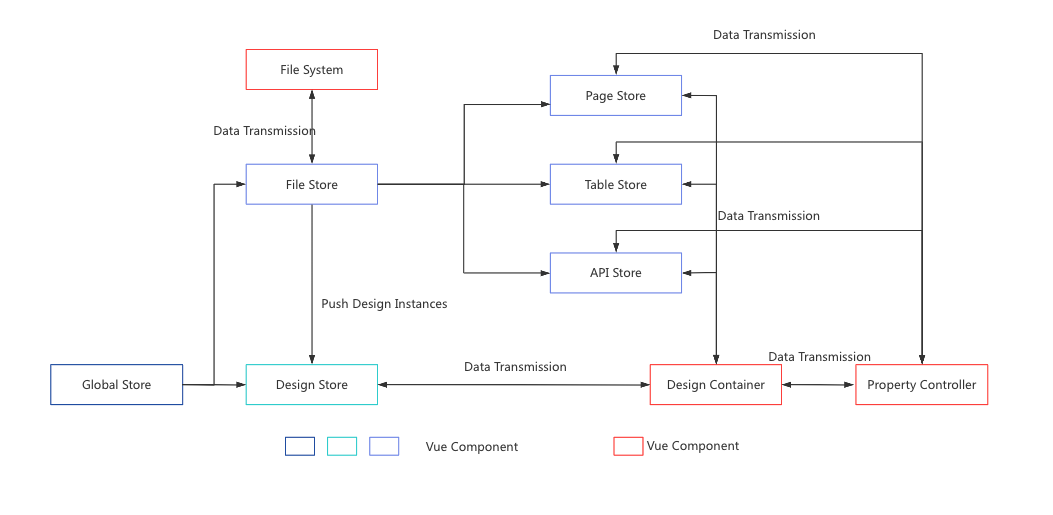 Data Transmission
File System
Page Store
Data Transmission
File Store
Table Store
Data Transmission
API Store
Push Design Instances
Data Transmission
Data Transmission
Global Store
Design Store
Design Container
Property Controller
Vue Component
Vue Component